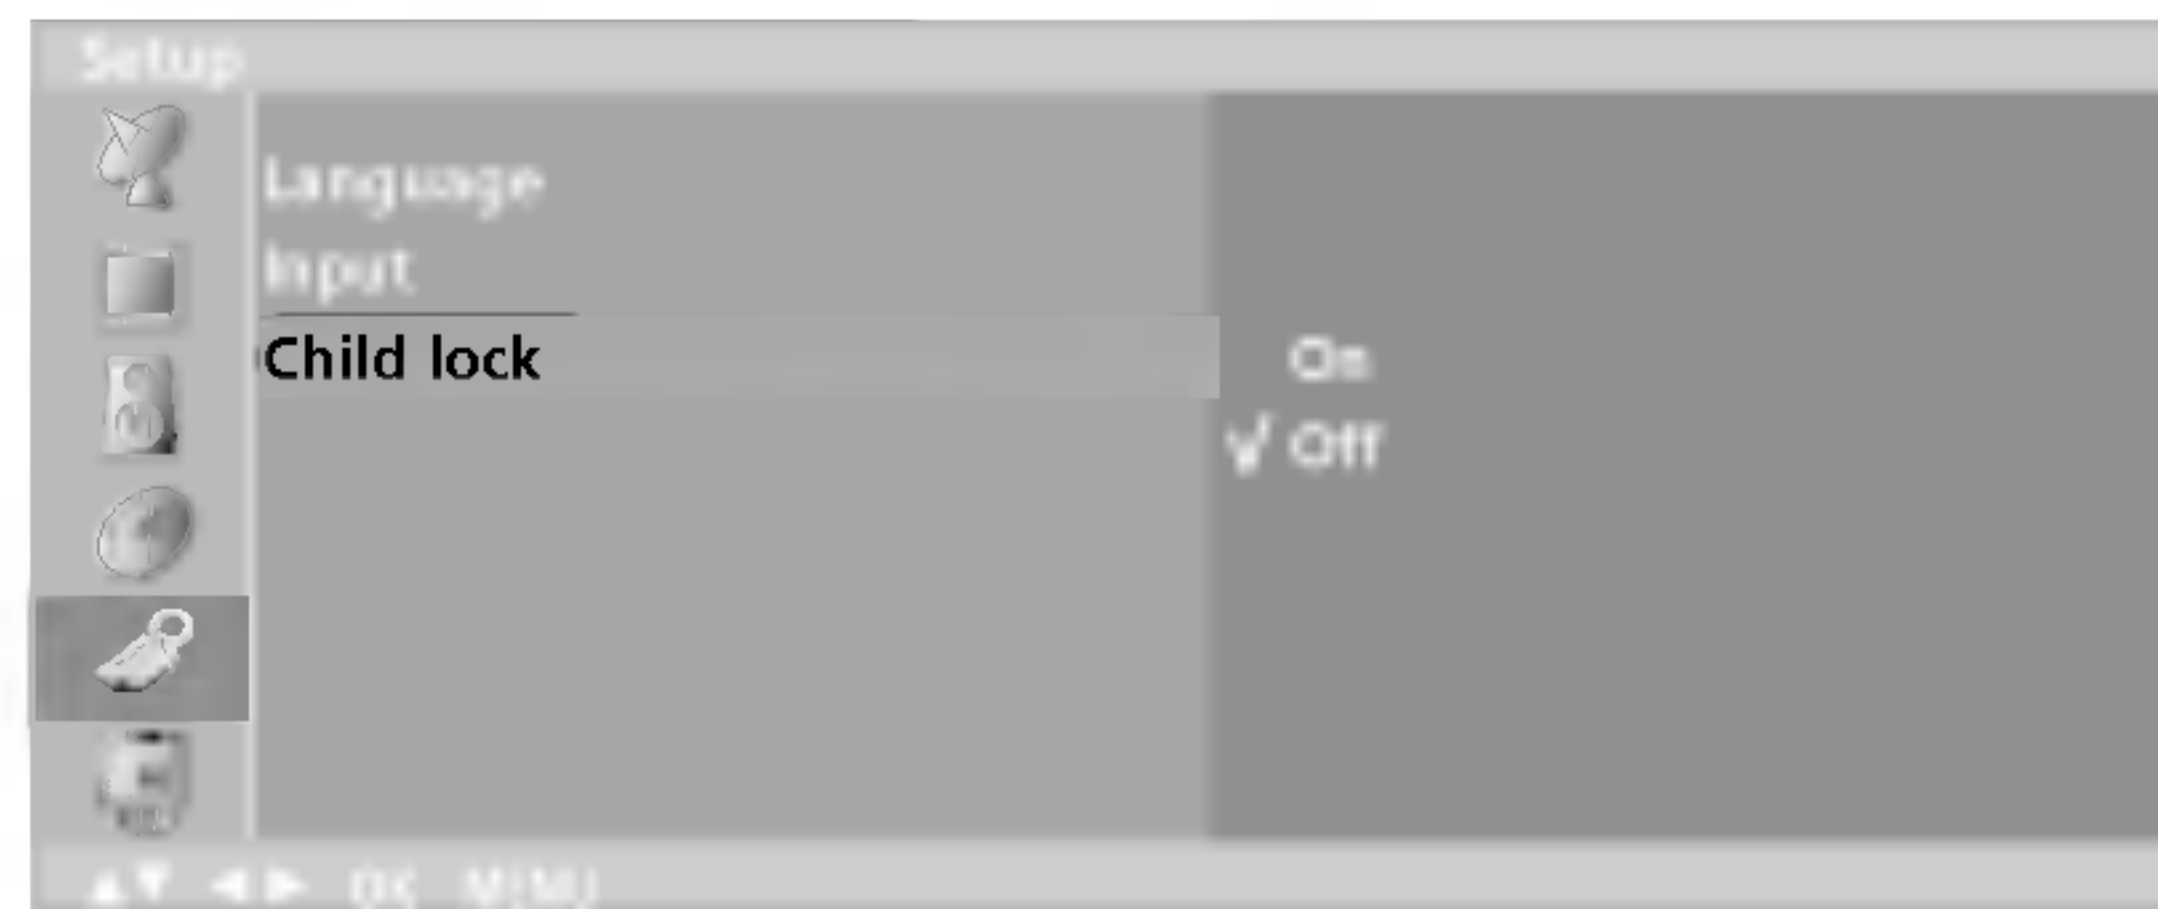 Setup
Language
Input
Child lock
On
√ Off
▲▼ ◀ ▶ OK MENU